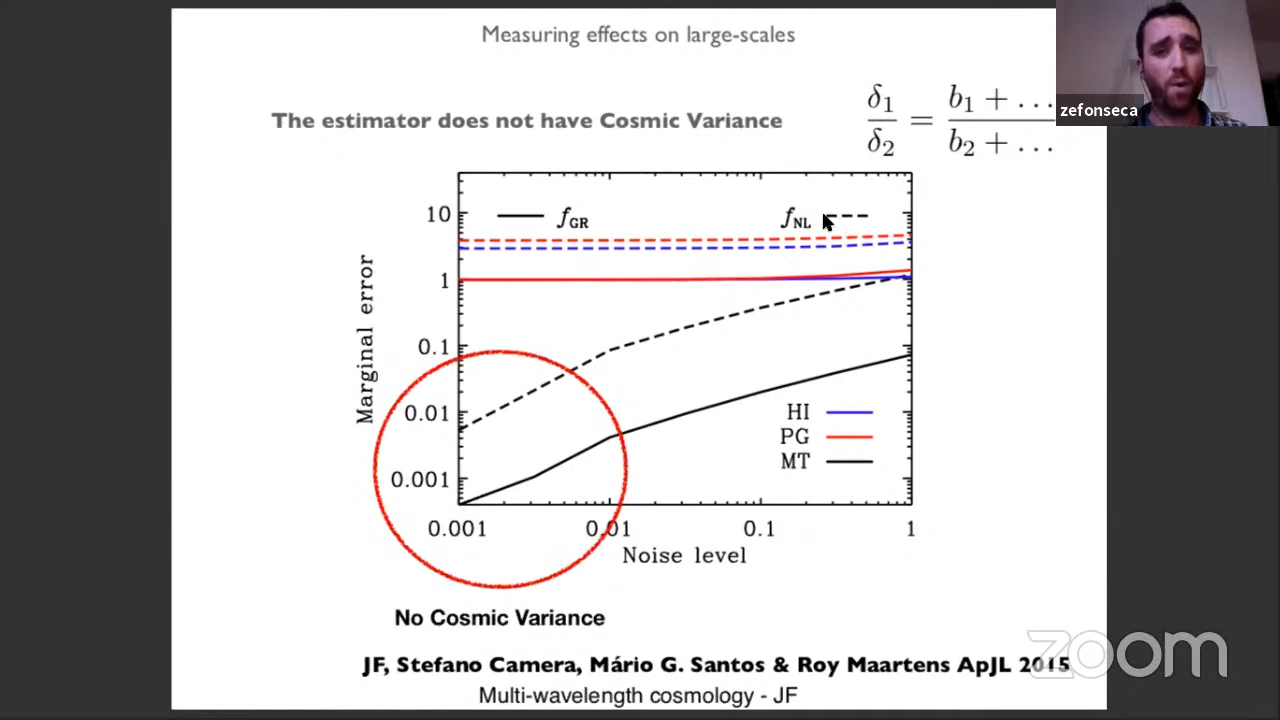 Measuring effects on large-scales
The estimator does not have Cosmic Variance
δ1/δ2 = b1 + .../b2 + ...
zefonseca
10
1
0.1
0.01
0.001
Marginal error
fGR
fNL
HI
PG
MT
0.001
0.01
0.1
1
Noise level
No Cosmic Variance
JF, Stefano Camera, Mário G. Santos & Roy Maartens ApJL 2015
Multi-wavelength cosmology - JF
zoom